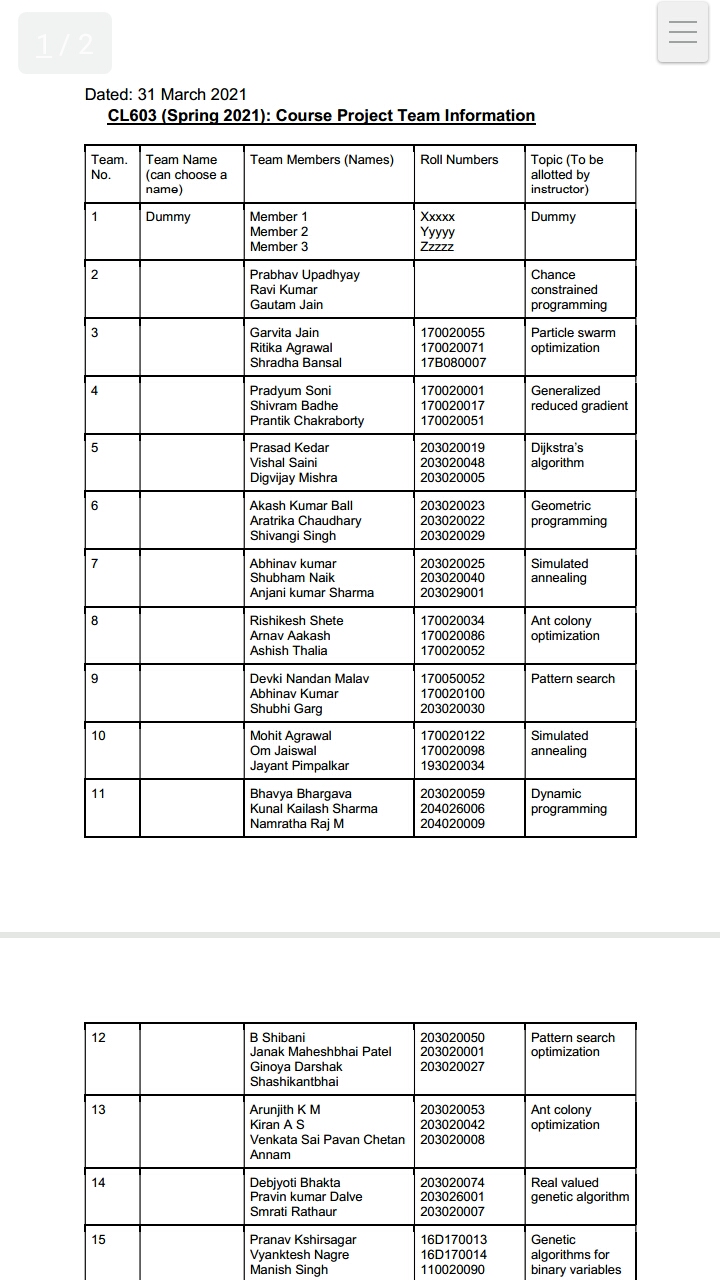 1 / 2
Dated: 31 March 2021
CL603 (Spring 2021): Course Project Team Information
Team. No. Team Name (can choose a name) Team Members (Names) Roll Numbers Topic (To be allotted by instructor)
1 Dummy Member 1 Xxxxx Dummy
Member 2 Yyyyy
Member 3 Zzzzz
2 Prabhav Upadhyay Chance
Ravi Kumar constrained
Gautam Jain programming
3 Garvita Jain 170020055 Particle swarm
Ritika Agrawal 170020071 optimization
Shradha Bansal 17B080007
4 Pradyum Soni 170020001 Generalized
Shivram Badhe 170020017 reduced gradient
Prantik Chakraborty 170020051
5 Prasad Kedar 203020019 Dijkstra's
Vishal Saini 203020048 algorithm
Digvijay Mishra 203020005
6 Akash Kumar Ball 203020023 Geometric
Aratrika Chaudhary 203020022 programming
Shivangi Singh 203020029
7 Abhinav kumar 203020025 Simulated
Shubham Naik 203020040 annealing
Anjani kumar Sharma 203029001
8 Rishikesh Shete 170020034 Ant colony
Arnav Aakash 170020086 optimization
Ashish Thalia 170020052
9 Devki Nandan Malav 170050052 Pattern search
Abhinav Kumar 170020100
Shubhi Garg 203020030
10 Mohit Agrawal 170020122 Simulated
Om Jaiswal 170020098 annealing
Jayant Pimpalkar 193020034
11 Bhavya Bhargava 203020059 Dynamic
Kunal Kailash Sharma 204026006 programming
Namratha Raj M 204020009
12 B Shibani 203020050 Pattern search
Janak Maheshbhai Patel 203020001 optimization
Ginoya Darshak 203020027
Shashikantbhai
13 Arunjith K M 203020053 Ant colony
Kiran A S 203020042 optimization
Venkata Sai Pavan Chetan 203020008
Annam
14 Debjyoti Bhakta 203020074 Real valued
Pravin kumar Dalve 203026001 genetic algorithm
Smrati Rathaur 203020007
15 Pranav Kshirsagar 16D170013 Genetic
Vyanktesh Nagre 16D170014 algorithms for
Manish Singh 110020090 binary variables